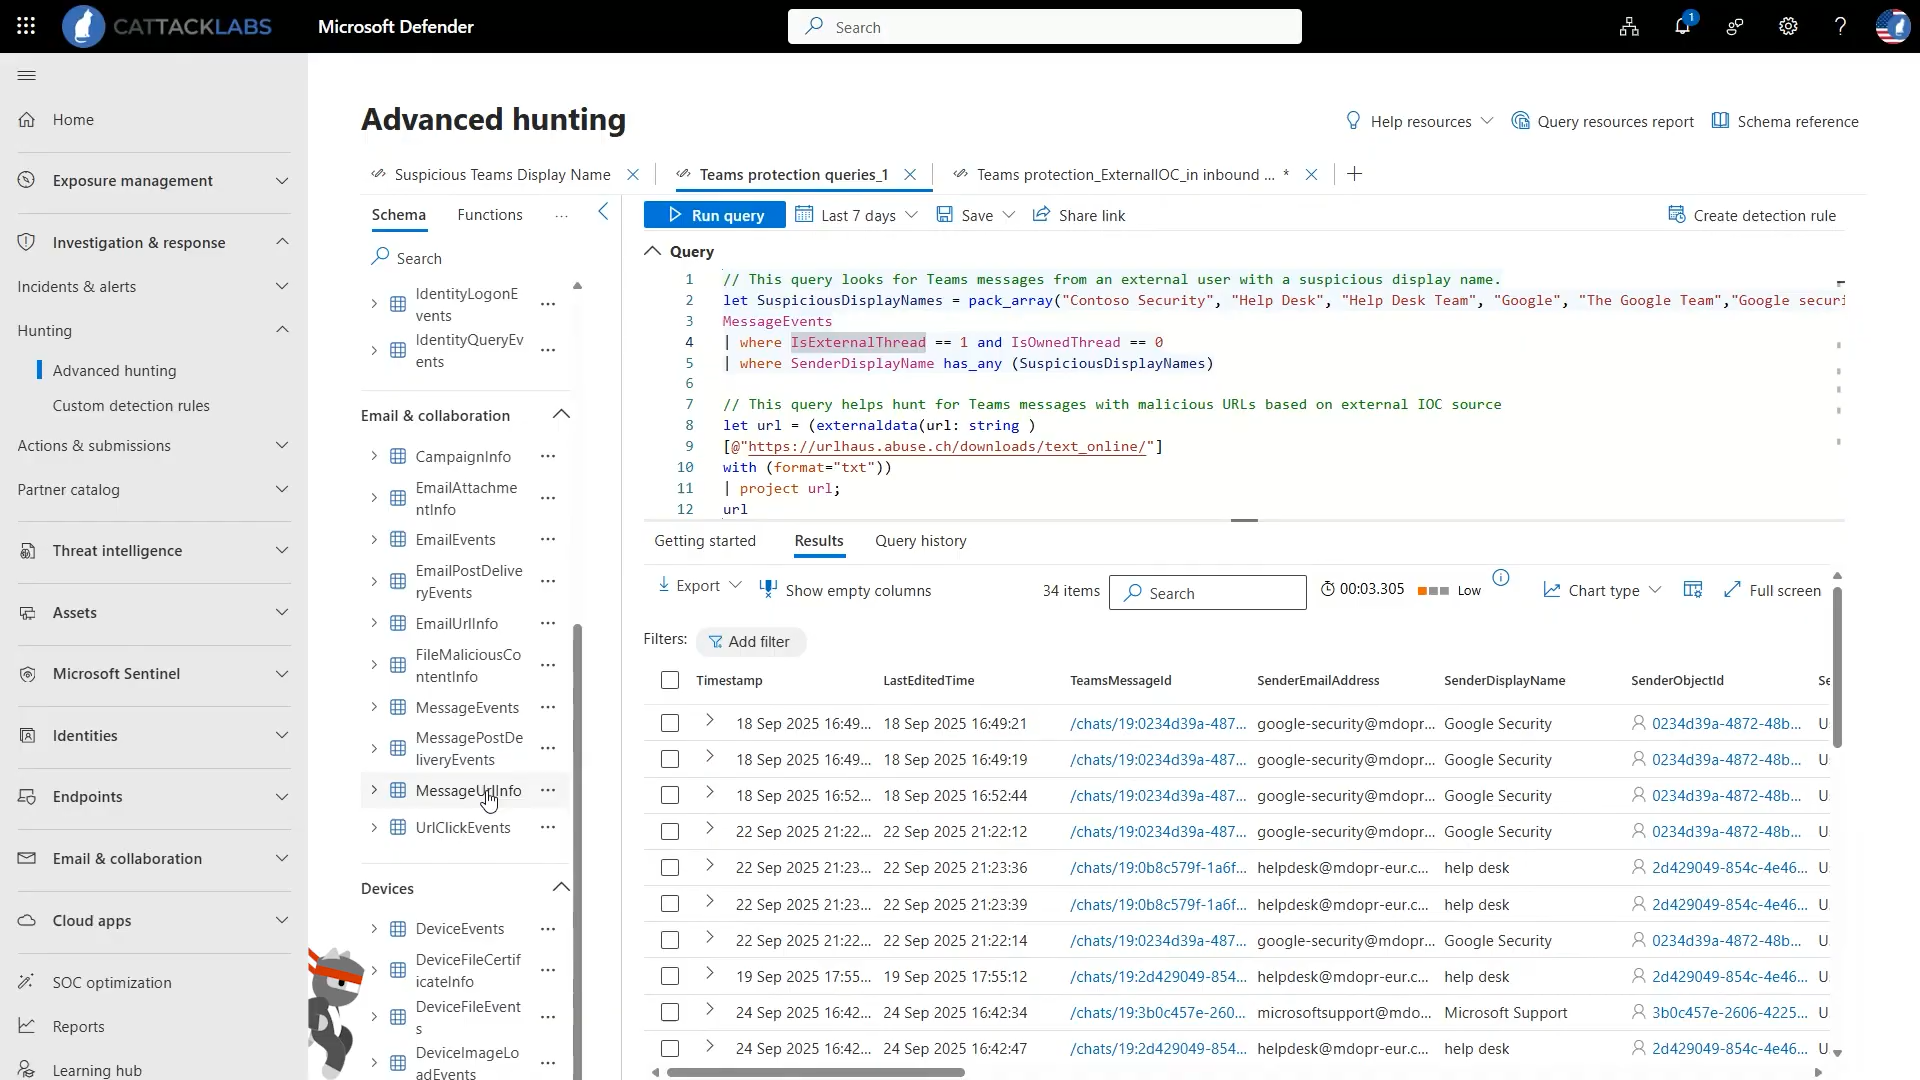 CATTACKLABS
Microsoft Defender
Search
1
Home
Exposure management
Investigation & response
Incidents & alerts
Hunting
Advanced hunting
Custom detection rules
Actions & submissions
Partner catalog
Threat intelligence
Assets
Microsoft Sentinel
Identities
Endpoints
Email & collaboration
Cloud apps
SOC optimization
Reports
Learning hub
Advanced hunting
Help resources
Query resources report
Schema reference
Suspicious Teams Display Name
Teams protection queries_1
Teams protection_ExternalIOC_in inbound ... *
Schema
Functions
Search
IdentityLogonE
vents
IdentityQueryEv
ents
Email & collaboration
CampaignInfo
EmailAttachme
ntInfo
EmailEvents
EmailPostDelive
ryEvents
EmailUrlInfo
FileMaliciousCo
ntentInfo
MessageEvents
MessagePostDe
liveryEvents
MessageUrlInfo
UrlClickEvents
Devices
DeviceEvents
DeviceFileCertif
icateInfo
DeviceFileEvent
s
DeviceImageLo
adEvents
Run query
Last 7 days
Save
Share link
Create detection rule
Query
1 // This query looks for Teams messages from an external user with a suspicious display name.
2 let SuspiciousDisplayNames = pack_array("Contoso Security", "Help Desk", "Help Desk Team", "Google", "The Google Team","Google securi
3 MessageEvents
4 | where IsExternalThread == 1 and IsOwnedThread == 0
5 | where SenderDisplayName has_any (SuspiciousDisplayNames)
6
7 // This query helps hunt for Teams messages with malicious URLs based on external IOC source
8 let url = (externaldata(url: string )
9 [@"https://urlhaus.abuse.ch/downloads/text_online/"]
10 with (format="txt"))
11 | project url;
12 url
Getting started
Results
Query history
Export
Show empty columns
34 items
Search
00:03.305
Low
Chart type
Full screen
Filters:
Add filter
Timestamp LastEditedTime TeamsMessageId SenderEmailAddress SenderDisplayName SenderObjectId Se
18 Sep 2025 16:49... 18 Sep 2025 16:49:21 /chats/19:0234d39a-487... google-security@mdopr... Google Security 0234d39a-4872-48b... U
18 Sep 2025 16:49... 18 Sep 2025 16:49:19 /chats/19:0234d39a-487... google-security@mdopr... Google Security 0234d39a-4872-48b... U
18 Sep 2025 16:52... 18 Sep 2025 16:52:44 /chats/19:0234d39a-487... google-security@mdopr... Google Security 0234d39a-4872-48b... U
22 Sep 2025 21:22... 22 Sep 2025 21:22:12 /chats/19:0234d39a-487... google-security@mdopr... Google Security 0234d39a-4872-48b... U
22 Sep 2025 21:23... 22 Sep 2025 21:23:36 /chats/19:0b8c579f-1a6f... helpdesk@mdopr-eur.c... help desk 2d429049-854c-4e46... U
22 Sep 2025 21:23... 22 Sep 2025 21:23:39 /chats/19:0b8c579f-1a6f... helpdesk@mdopr-eur.c... help desk 2d429049-854c-4e46... U
22 Sep 2025 21:22... 22 Sep 2025 21:22:14 /chats/19:0234d39a-487... google-security@mdopr... Google Security 0234d39a-4872-48b... U
19 Sep 2025 17:55... 19 Sep 2025 17:55:12 /chats/19:2d429049-854... helpdesk@mdopr-eur.c... help desk 2d429049-854c-4e46... U
24 Sep 2025 16:42... 24 Sep 2025 16:42:34 /chats/19:3b0c457e-260... microsoftsupport@mdo... Microsoft Support 3b0c457e-2606-4225... U
24 Sep 2025 16:42... 24 Sep 2025 16:42:47 /chats/19:2d429049-854... helpdesk@mdopr-eur.c... help desk 2d429049-854c-4e46... U